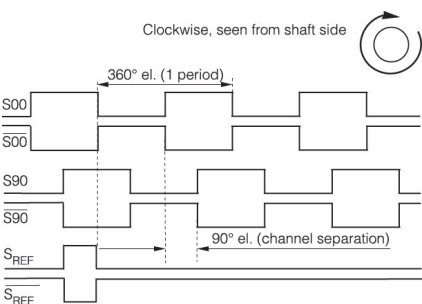 Clockwise, seen from shaft side
360° el. (1 period)
S00
S00
S90
S90
90° el. (channel separation)
SREF
SREF